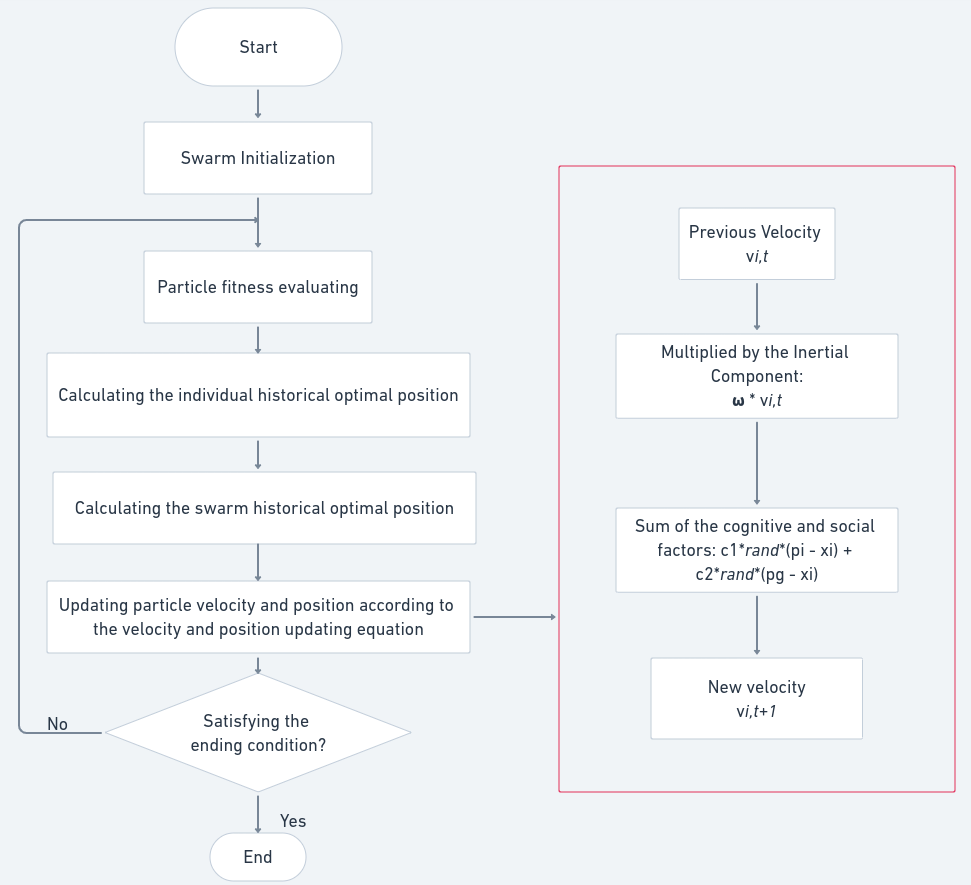 Start
Swarm Initialization
Particle fitness evaluating
Calculating the individual historical optimal position
Calculating the swarm historical optimal position
Updating particle velocity and position according to
the velocity and position updating equation
Satisfying the
ending condition?
No
Yes
End
Previous Velocity
vi,t
Multiplied by the Inertial
Component:
ω * vi,t
Sum of the cognitive and social
factors: c1*rand*(pi - xi) +
c2*rand*(pg - xi)
New velocity
vi,t+1